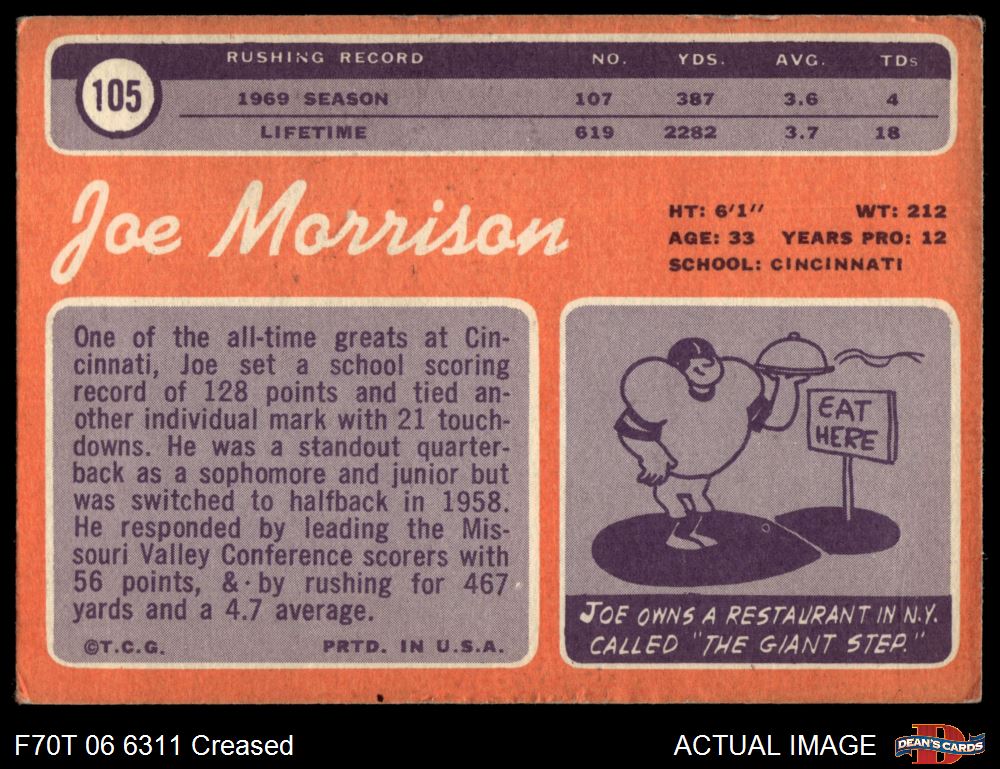 105
RUSHING RECORD NO. YDS. AVG. TDs
1969 SEASON 107 387 3.6 4
LIFETIME 619 2282 3.7 18
Joe Morrison
HT: 6'1" WT: 212
AGE: 33 YEARS PRO: 12
SCHOOL: CINCINNATI
One of the all-time greats at Cin-
cinnati, Joe set a school scoring
record of 128 points and tied an-
other individual mark with 21 touch-
downs. He was a standout quarter-
back as a sophomore and junior but
was switched to halfback in 1958.
He responded by leading the Mis-
souri Valley Conference scorers with
56 points, & by rushing for 467
yards and a 4.7 average.
©T.C.G. PRTD. IN U.S.A.
EAT
HERE
JOE OWNS A RESTAURANT IN N.Y.
CALLED "THE GIANT STEP."
F70T 06 6311 Creased
ACTUAL IMAGE
D
DEAN'S CARDS